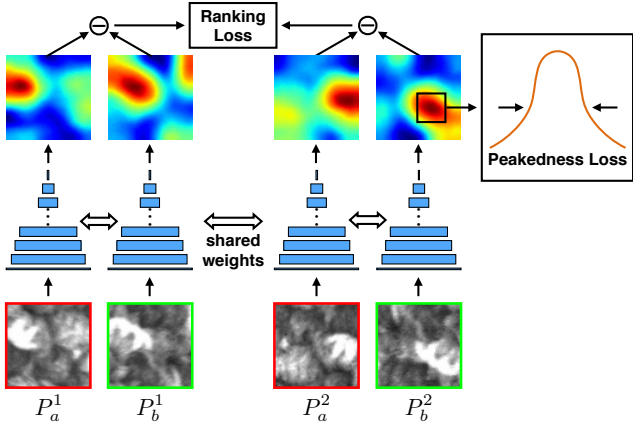 Ranking
Loss
Peakedness Loss
shared
weights
P_a^1
P_b^1
P_a^2
P_b^2